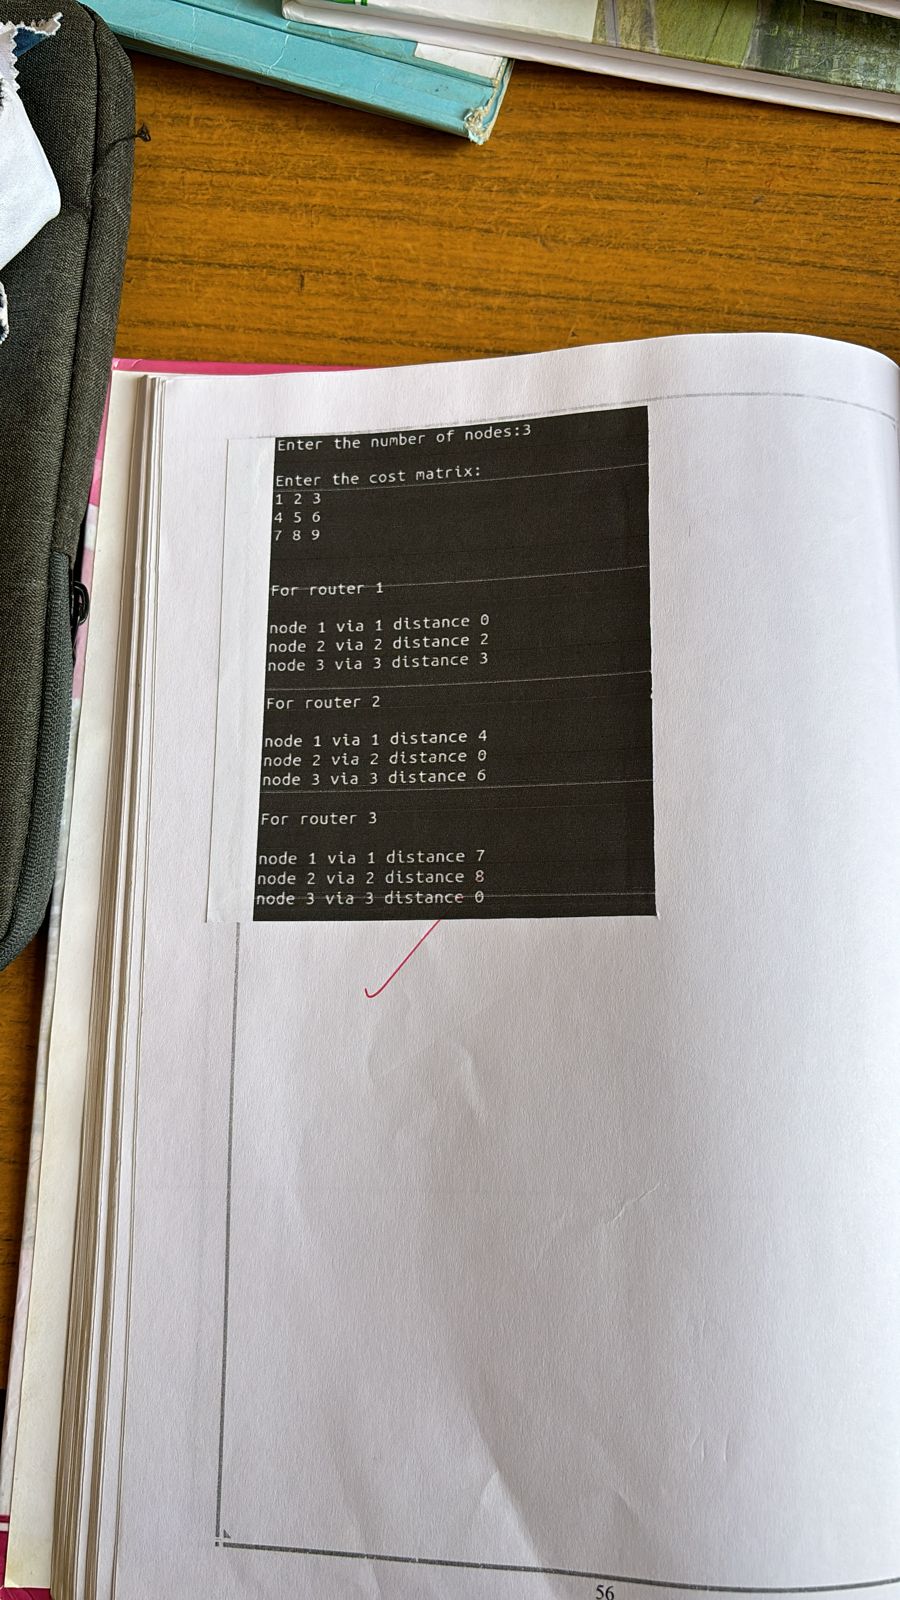 Enter the number of nodes:3
Enter the cost matrix:
1 2 3
4 5 6
7 8 9
For router 1
node 1 via 1 distance 0
node 2 via 2 distance 2
node 3 via 3 distance 3
For router 2
node 1 via 1 distance 4
node 2 via 2 distance 0
node 3 via 3 distance 6
For router 3
node 1 via 1 distance 7
node 2 via 2 distance 8
node 3 via 3 distance 0
56